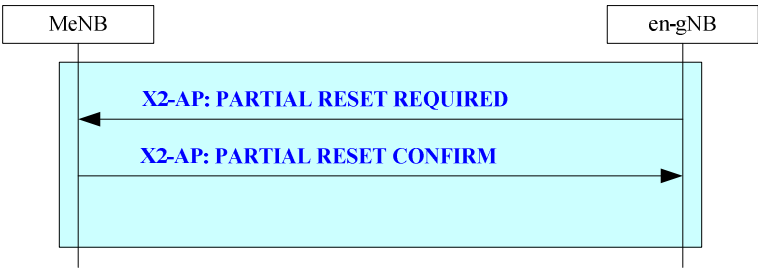 MeNB
en-gNB
X2-AP: PARTIAL RESET REQUIRED
X2-AP: PARTIAL RESET CONFIRM